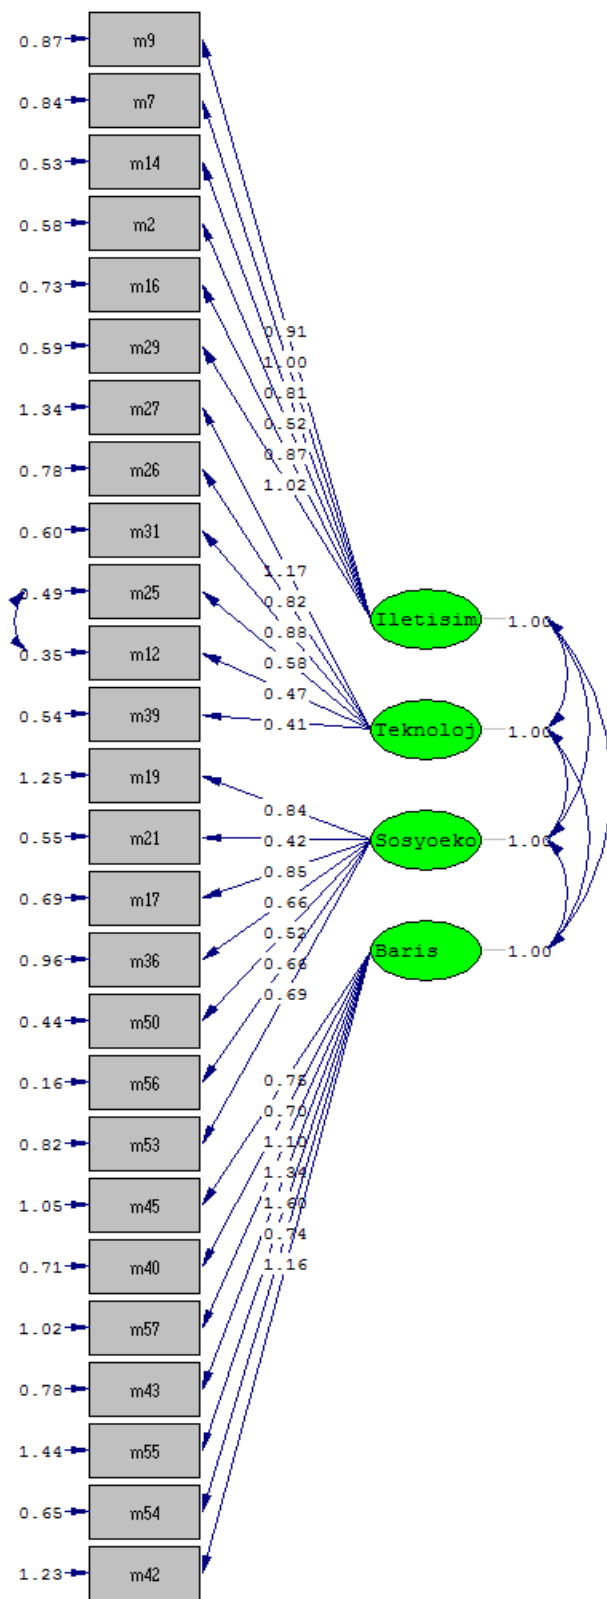 0.87 m9
0.84 m7
0.53 m14
0.58 m2
0.73 m16
0.59 m29
1.34 m27
0.78 m26
0.60 m31
0.49 m25
0.35 m12
0.54 m39
1.25 m19
0.55 m21
0.69 m17
0.96 m36
0.44 m50
0.16 m56
0.82 m53
1.05 m45
0.71 m40
1.02 m57
0.78 m43
1.44 m55
0.65 m54
1.23 m42
0.91
1.00
0.81
0.52
0.87
1.02
1.17
0.82
0.88
0.58
0.47
0.41
0.84
0.42
0.85
0.66
0.52
0.66
0.69
0.70
1.10
1.34
1.60
0.74
1.16
Iletisim 1.00
Teknoloj 1.00
Sosyoeko 1.00
Baris 1.00